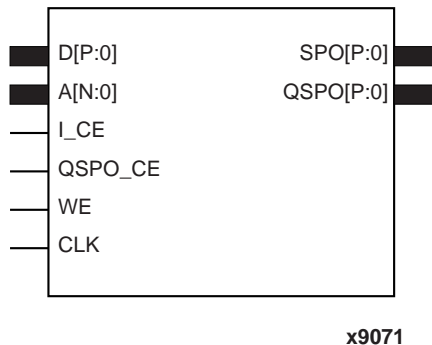 D[P:0] SPO[P:0]
A[N:0] QSPO[P:0]
I_CE
QSPO_CE
WE
CLK
x9071